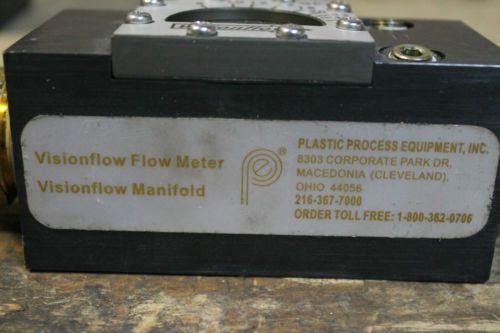 Visionflow
Visionflow Flow Meter
Visionflow Manifold
PLASTIC PROCESS EQUIPMENT, INC.
8303 CORPORATE PARK DR,
MACEDONIA (CLEVELAND),
OHIO 44056
216-367-7000
ORDER TOLL FREE: 1-800-362-0706